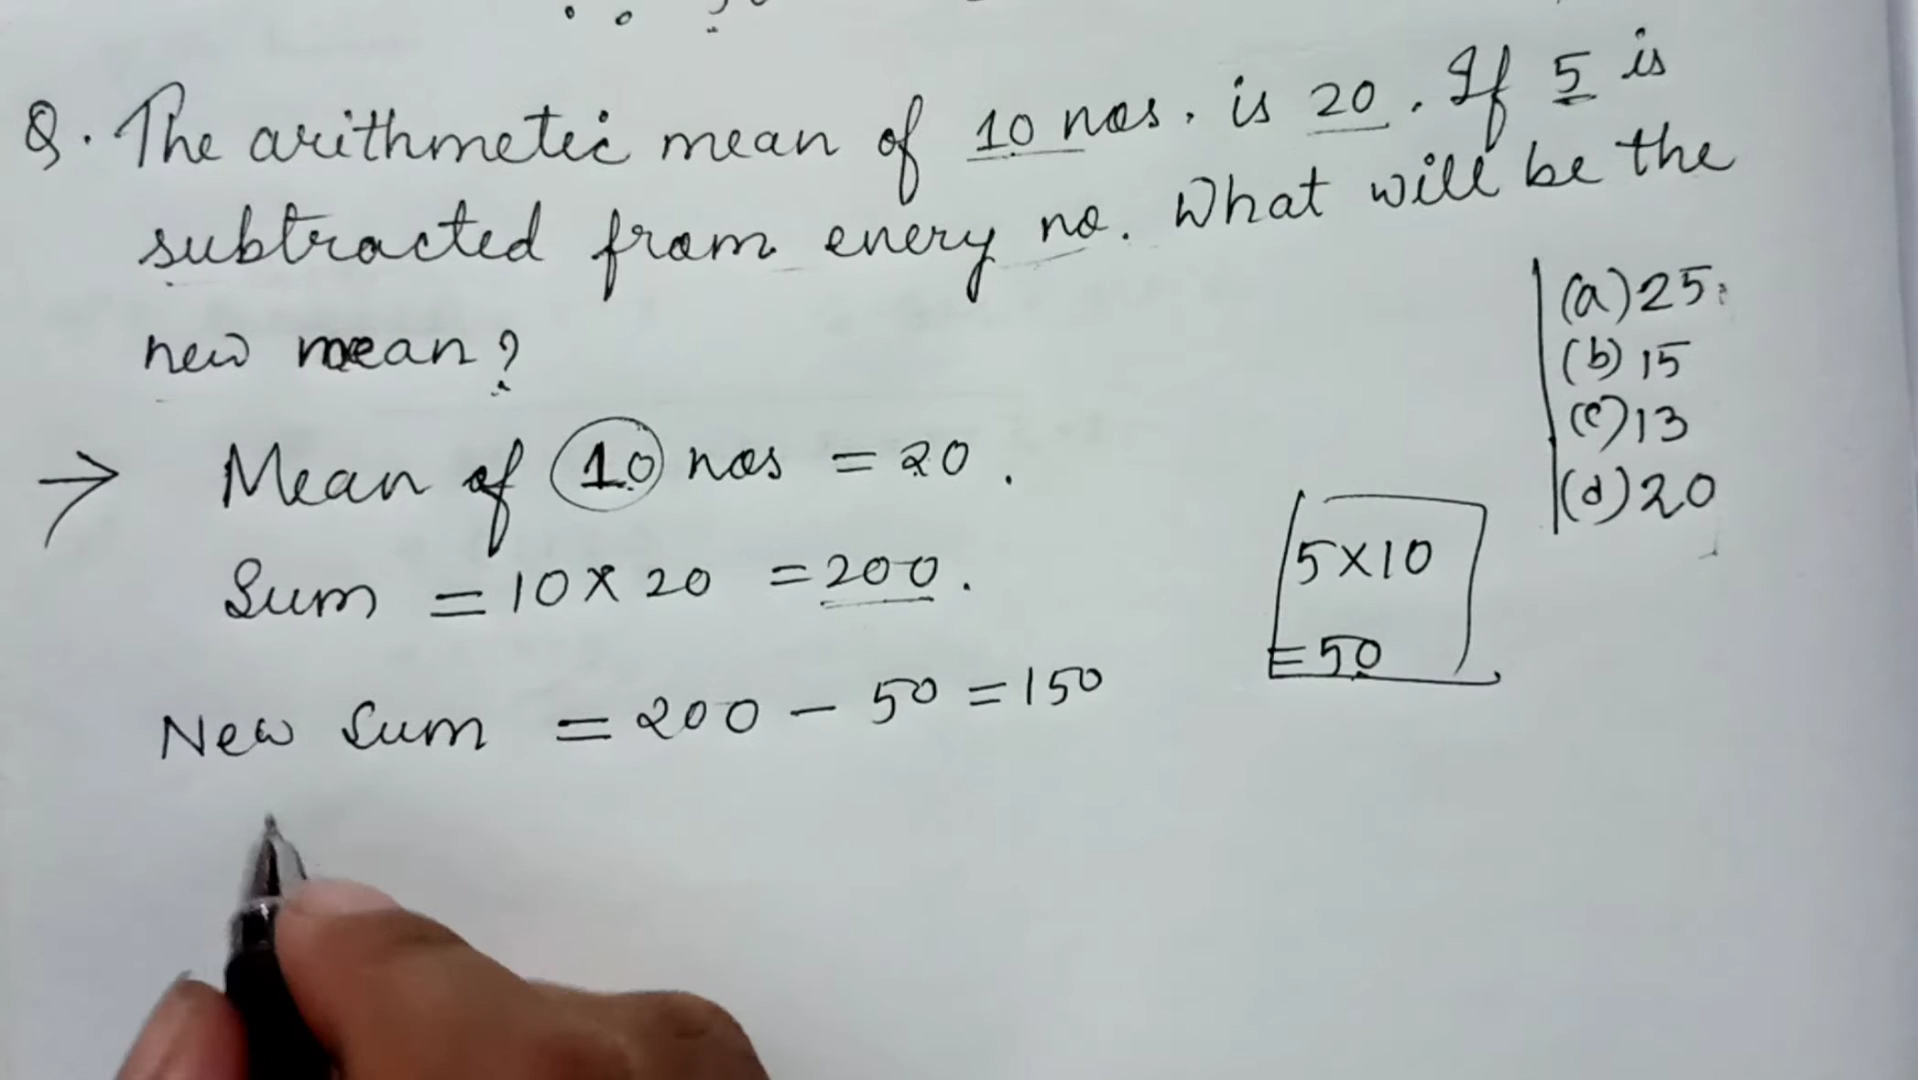 Q. The arithmetic mean of 10 nos. is 20. If 5 is
subtracted from every no. What will be the
new mean?
(a) 25.
(b) 15
(c) 13
(d) 20
→ Mean of 10 nos = 20.
Sum = 10 × 20 = 200.
5×10
= 50
New Sum = 200 - 50 = 150